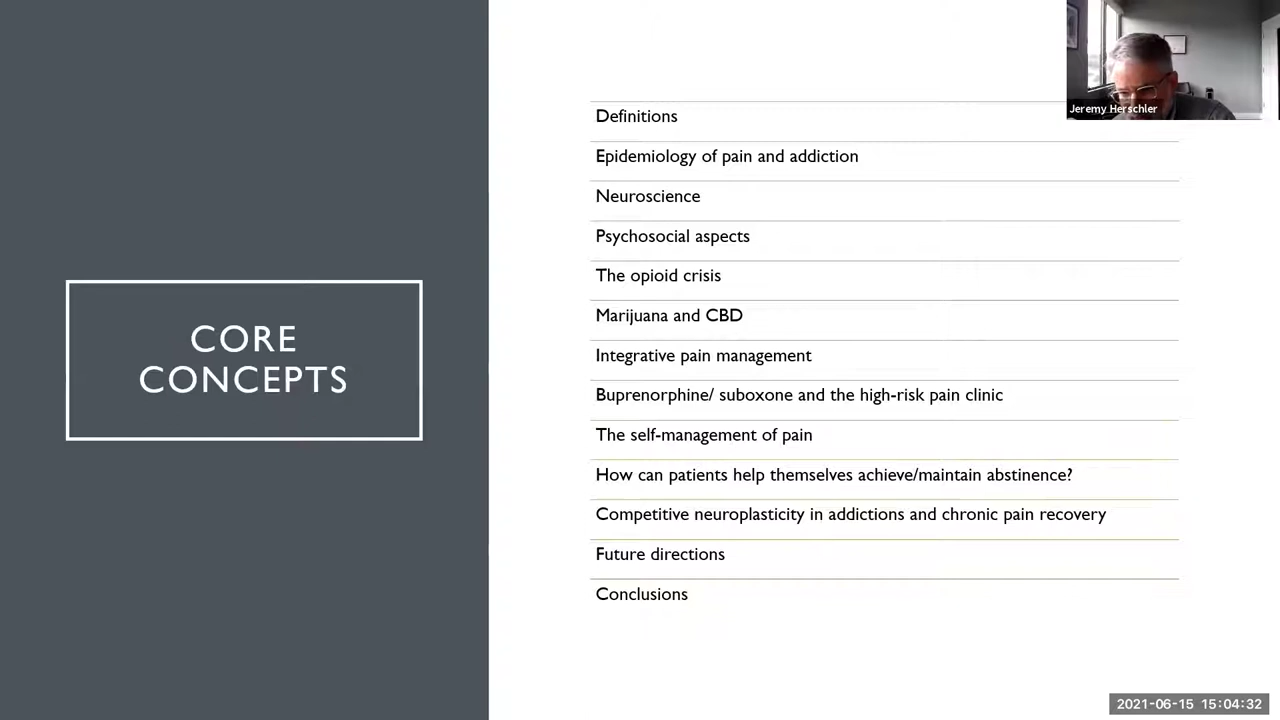 CORE
CONCEPTS
Definitions
Epidemiology of pain and addiction
Neuroscience
Psychosocial aspects
The opioid crisis
Marijuana and CBD
Integrative pain management
Buprenorphine/ suboxone and the high-risk pain clinic
The self-management of pain
How can patients help themselves achieve/maintain abstinence?
Competitive neuroplasticity in addictions and chronic pain recovery
Future directions
Conclusions
Jeremy Herschler
2021-06-15 15:04:32